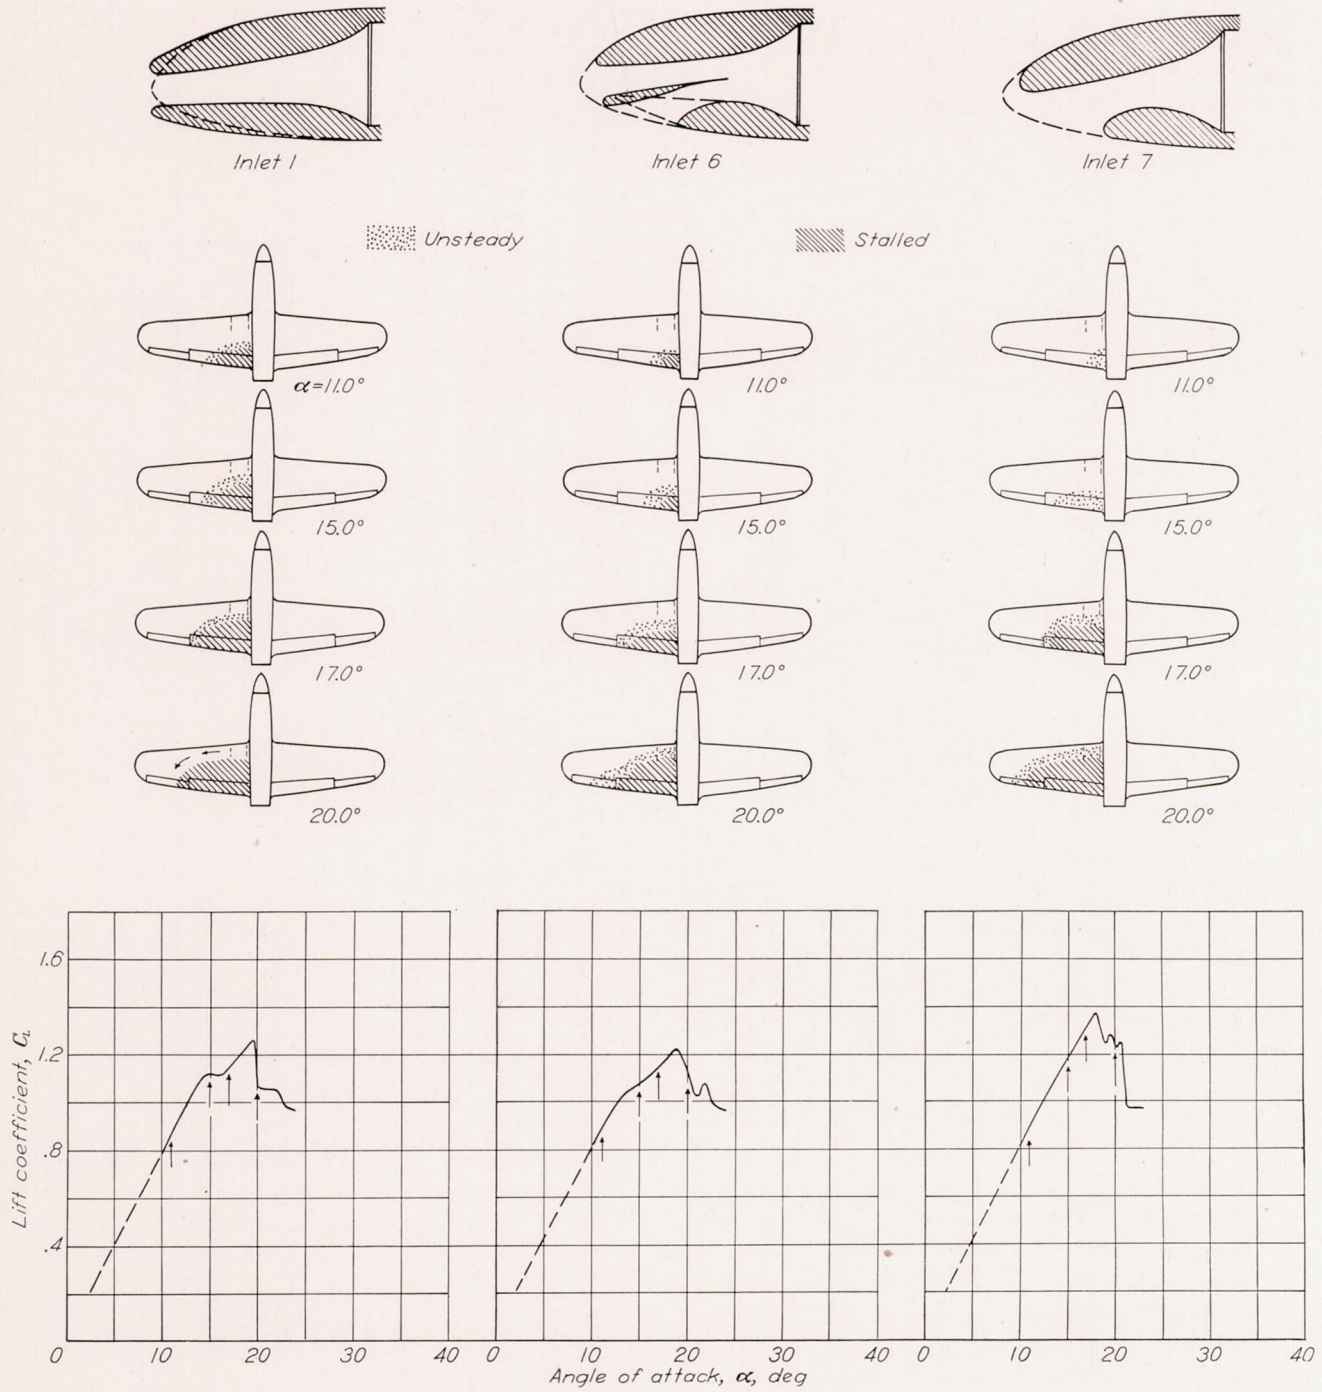 Inlet 1 Inlet 6 Inlet 7
Unsteady Stalled
α=11.0° 11.0° 11.0°
15.0° 15.0° 15.0°
17.0° 17.0° 17.0°
20.0° 20.0° 20.0°
Lift coefficient, C_L
1.6
1.2
.8
.4
0 10 20 30 40 0 10 20 30 40 0 10 20 30 40
Angle of attack, α, deg